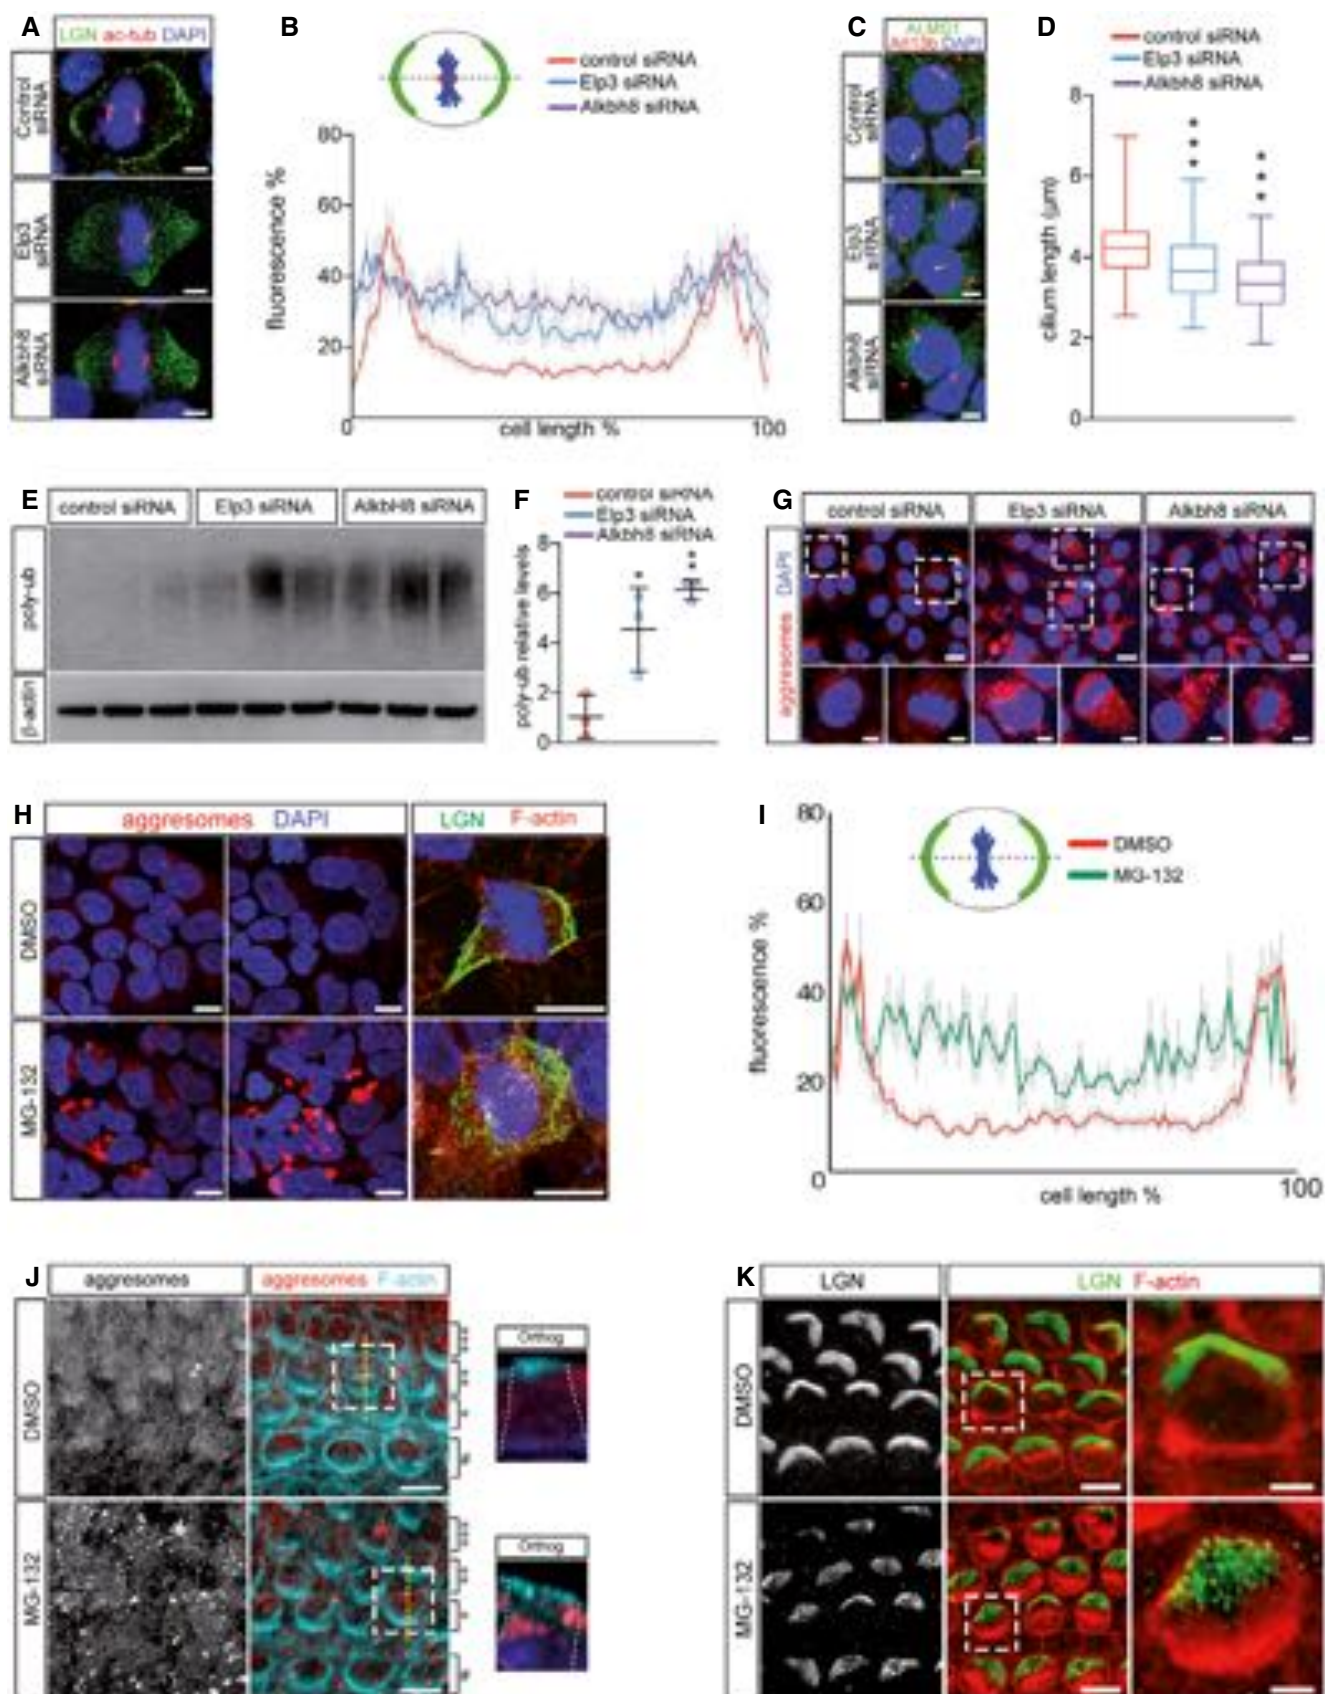 A
LGN ac-tub DAPI
Control siRNA
Elp3 siRNA
Alkbh8 siRNA
B
control siRNA
Elp3 siRNA
Alkbh8 siRNA
fluorescence %
80
60
40
20
0
cell length %
100
C
ALMS1
Arl13b DAPI
Control siRNA
Elp3 siRNA
Alkbh8 siRNA
D
control siRNA
Elp3 siRNA
Alkbh8 siRNA
cilium length (μm)
8
6
4
2
0
E
control siRNA
Elp3 siRNA
AlkbH8 siRNA
poly-ub
β-actin
F
control siRNA
Elp3 siRNA
Alkbh8 siRNA
poly-ub relative levels
8
6
4
2
0
G
control siRNA
Elp3 siRNA
Alkbh8 siRNA
aggresomes DAPI
H
aggresomes DAPI
LGN F-actin
DMSO
MG-132
I
DMSO
MG-132
fluorescence %
80
60
40
20
0
cell length %
100
J
aggresomes
aggresomes F-actin
DMSO
MG-132
Orthog
Orthog
K
LGN
LGN F-actin
DMSO
MG-132